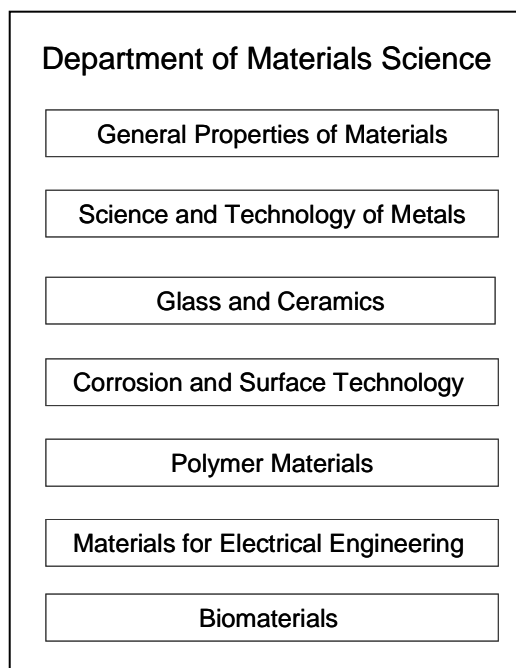 Department of Materials Science
General Properties of Materials
Science and Technology of Metals
Glass and Ceramics
Corrosion and Surface Technology
Polymer Materials
Materials for Electrical Engineering
Biomaterials